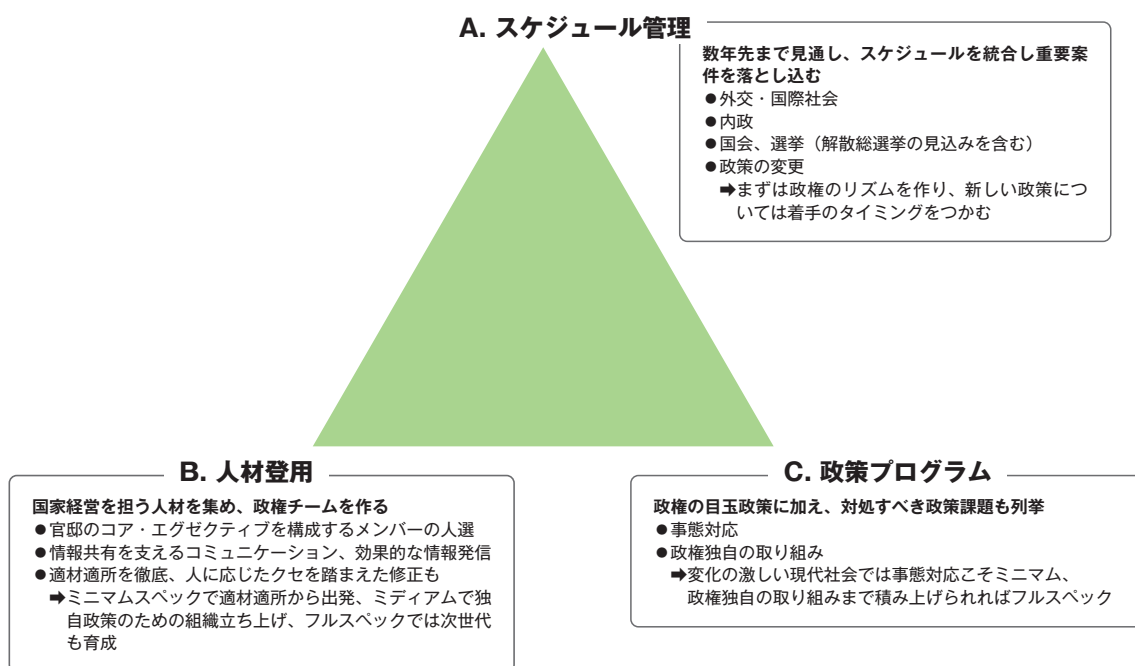 A. スケジュール管理
数年先まで見通し、スケジュールを統合し重要案
件を落とし込む
●外交・国際社会
●内政
●国会、選挙（解散総選挙の見込みを含む）
●政策の変更
➡まずは政権のリズムを作り、新しい政策につ
いては着手のタイミングをつかむ
B. 人材登用
国家経営を担う人材を集め、政権チームを作る
●官邸のコア・エグゼクティブを構成するメンバーの人選
●情報共有を支えるコミュニケーション、効果的な情報発信
●適材適所を徹底、人に応じたクセを踏まえた修正も
➡ミニマムスペックで適材適所から出発、ミディアムで独
自政策のための組織立ち上げ、フルスペックでは次世代
も育成
C. 政策プログラム
政権の目玉政策に加え、対処すべき政策課題も列挙
●事態対応
●政権独自の取り組み
➡変化の激しい現代社会では事態対応こそミニマム、
政権独自の取り組みまで積み上げられればフルスペック